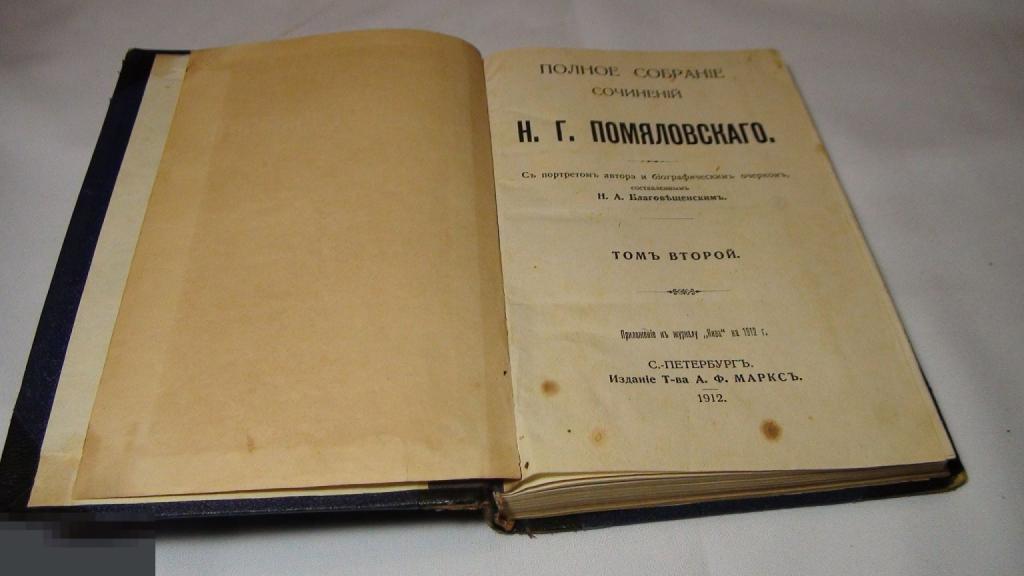 ПОЛНОЕ СОБРАНІЕ
СОЧИНЕНІЙ
Н. Г. ПОМЯЛОВСКАГО.
Съ портретомъ автора и біографическимъ очеркомъ,
составленнымъ
Н. А. Благовѣщенскимъ.
ТОМЪ ВТОРОЙ.
Приложеніе къ журналу „Нива" на 1912 г.
С.-ПЕТЕРБУРГЪ.
Изданіе Т-ва А. Ф. МАРКСЪ.
1912.